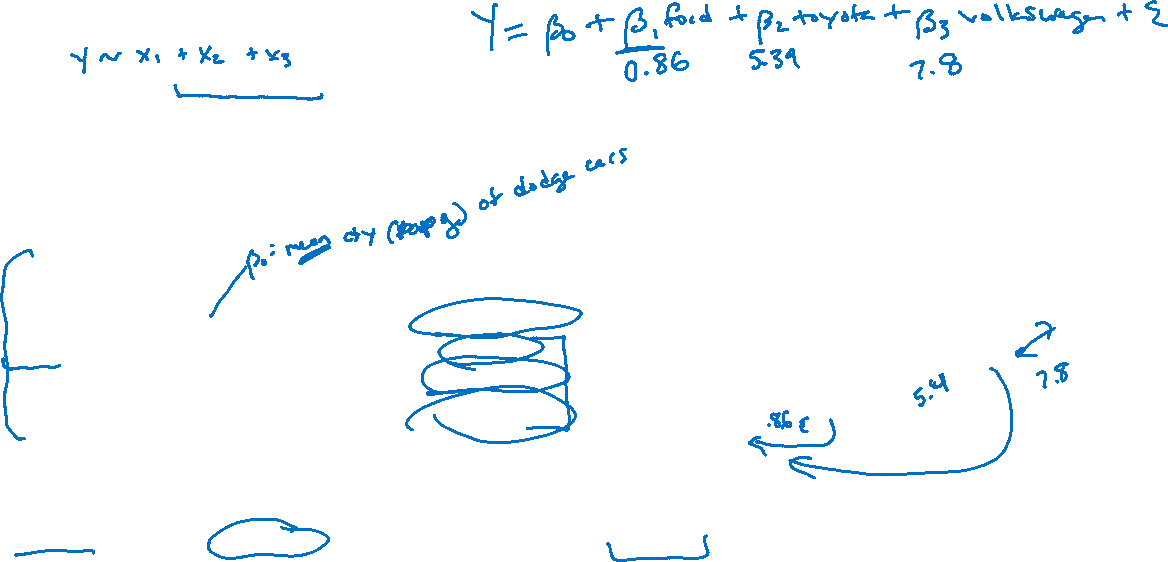 Y = β₀ + β₁ ford + β₂ toyota + β₃ volkswagen + ε
0.86 5.39 7.8
Y ~ X₁ + X₂ + X₃
β₀ = mean cty of dodge cars
7.8
5.4
.86